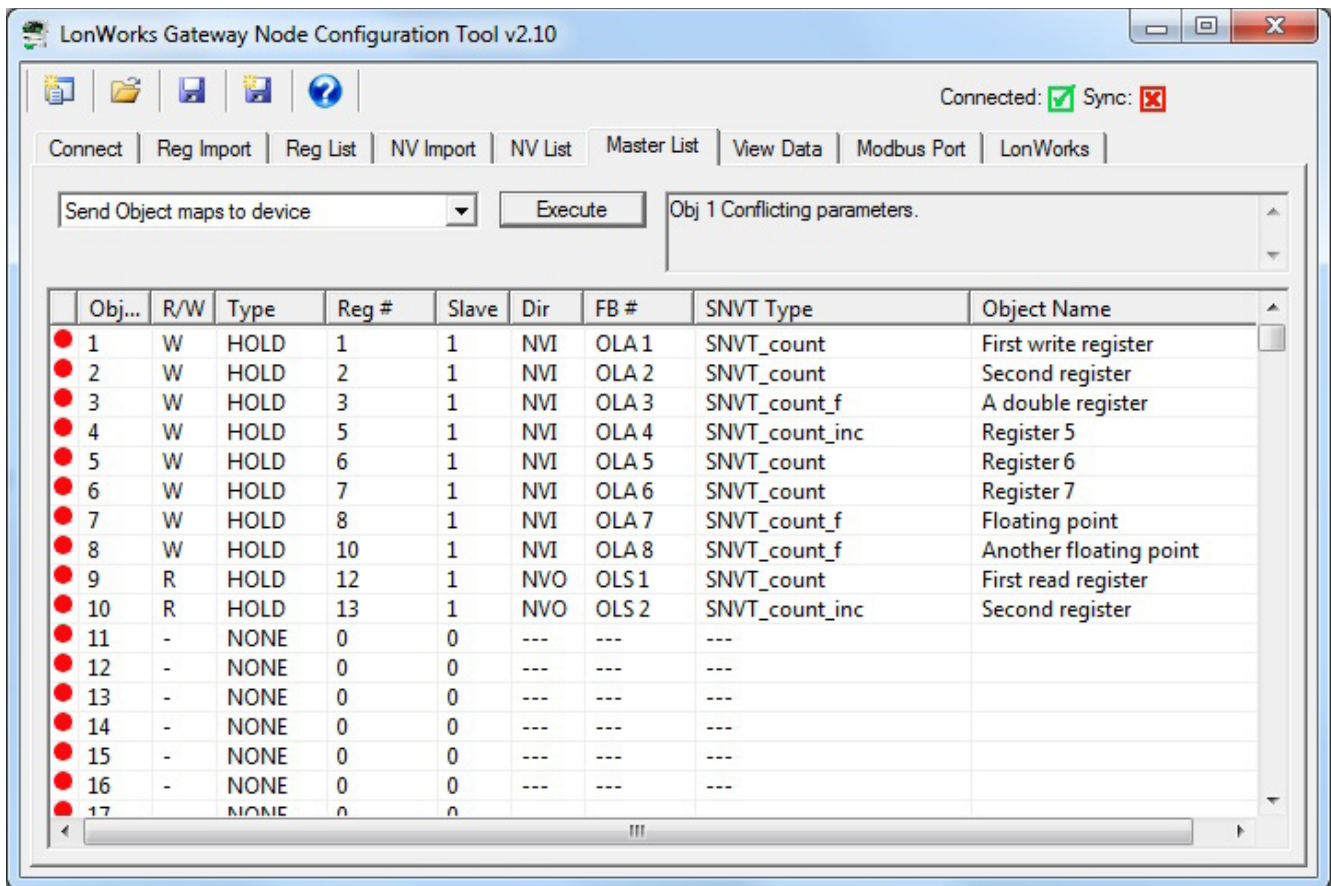 LonWorks Gateway Node Configuration Tool v2.10
Connected: Sync:
Connect Reg Import Reg List NV Import NV List Master List View Data Modbus Port LonWorks
Send Object maps to device Execute Obj 1 Conflicting parameters.
Obj... R/W Type Reg # Slave Dir FB # SNVT Type Object Name
1 W HOLD 1 1 NVI OLA 1 SNVT_count First write register
2 W HOLD 2 1 NVI OLA 2 SNVT_count Second register
3 W HOLD 3 1 NVI OLA 3 SNVT_count_f A double register
4 W HOLD 5 1 NVI OLA 4 SNVT_count_inc Register 5
5 W HOLD 6 1 NVI OLA 5 SNVT_count Register 6
6 W HOLD 7 1 NVI OLA 6 SNVT_count Register 7
7 W HOLD 8 1 NVI OLA 7 SNVT_count_f Floating point
8 W HOLD 10 1 NVI OLA 8 SNVT_count_f Another floating point
9 R HOLD 12 1 NVO OLS 1 SNVT_count First read register
10 R HOLD 13 1 NVO OLS 2 SNVT_count_inc Second register
11 - NONE 0 0 --- --- ---
12 - NONE 0 0 --- --- ---
13 - NONE 0 0 --- --- ---
14 - NONE 0 0 --- --- ---
15 - NONE 0 0 --- --- ---
16 - NONE 0 0 --- --- ---
17 NONE 0 0